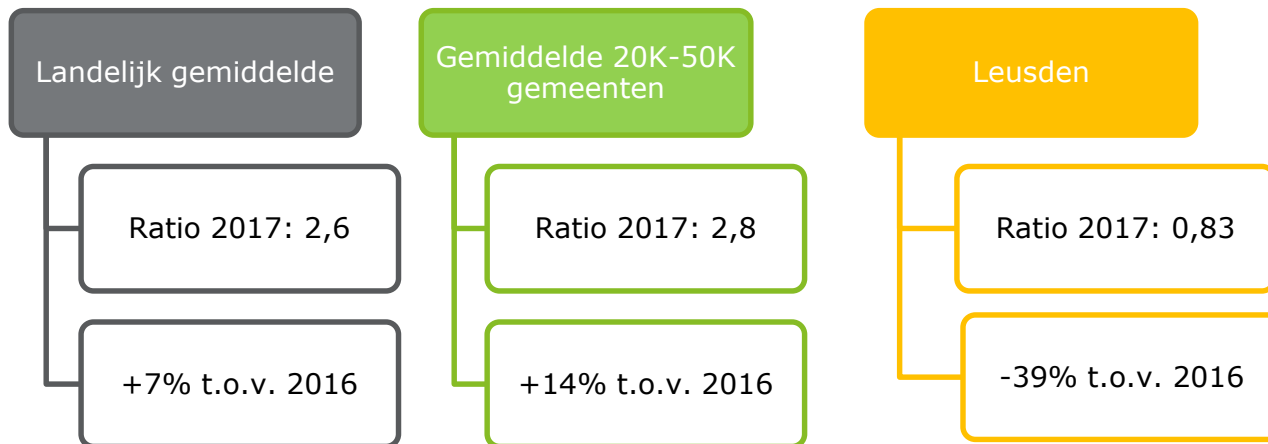 Landelijk gemiddelde
Ratio 2017: 2,6
+7% t.o.v. 2016
Gemiddelde 20K-50K
gemeenten
Ratio 2017: 2,8
+14% t.o.v. 2016
Leusden
Ratio 2017: 0,83
-39% t.o.v. 2016